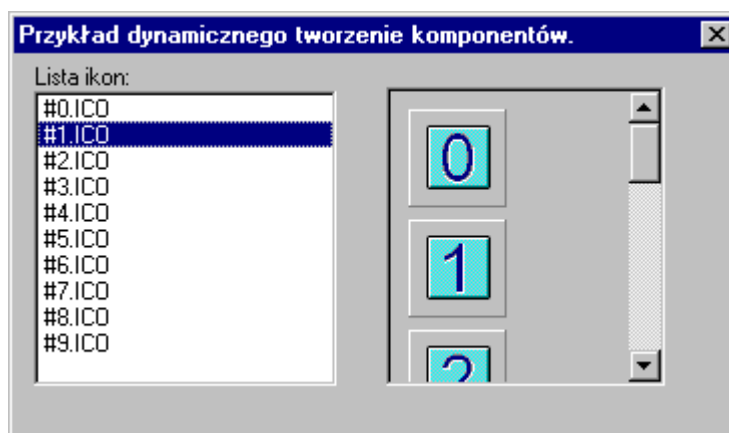 Przykład dynamicznego tworzenie komponentów.
Lista ikon:
#0.ICO
#1.ICO
#2.ICO
#3.ICO
#4.ICO
#5.ICO
#6.ICO
#7.ICO
#8.ICO
#9.ICO
0
1
2